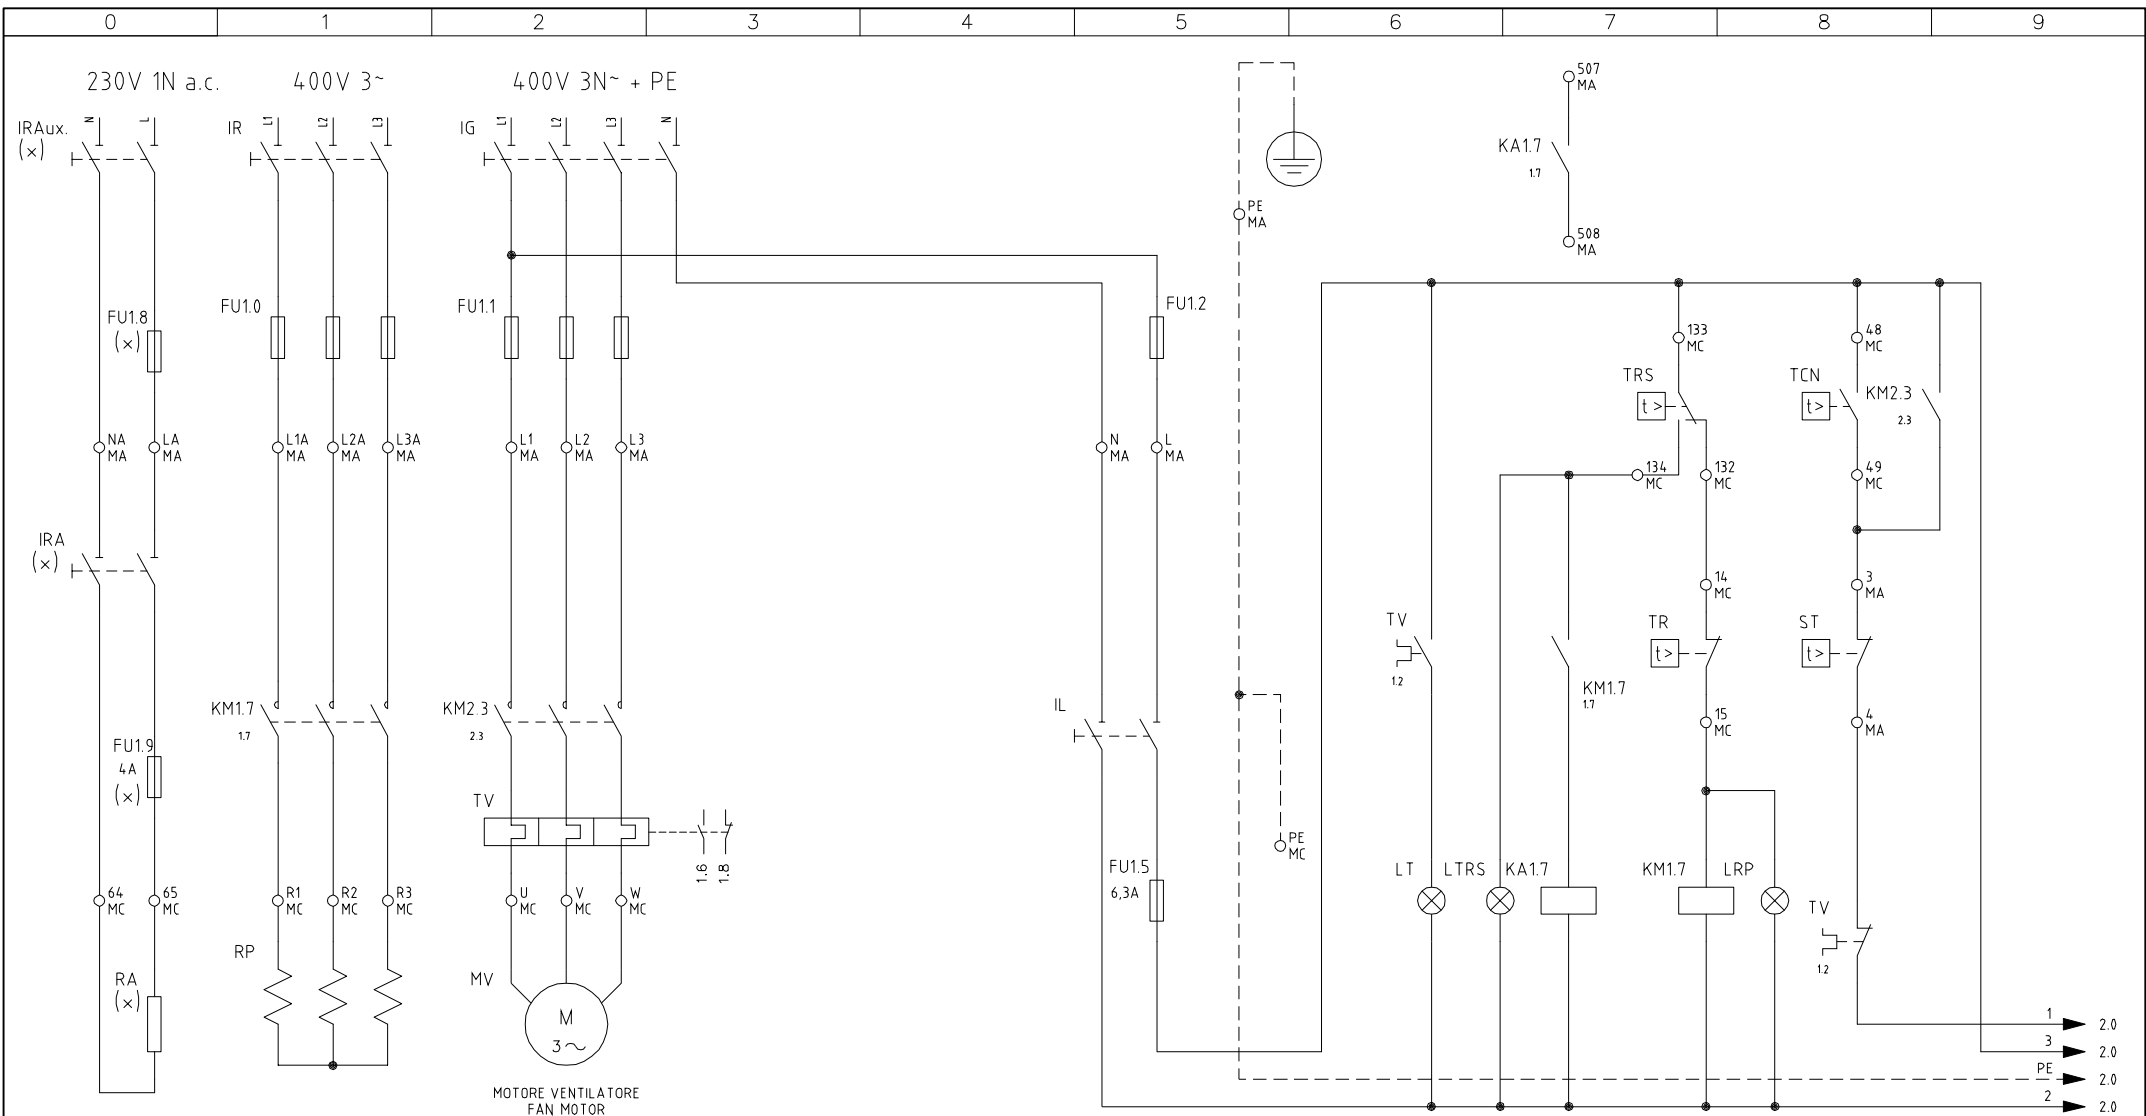 0 1 2 3 4 5 6 7 8 9
230V 1N a.c. 400V 3~ 400V 3N~ + PE
507
MA
IRAux.
(x)
N L
IR
L1 L2 L3
IG
L1 L2 L3 N
KA1.7
1.7
PE
MA
508
MA
FU1.8
(x)
FU1.0
FU1.1
FU1.2
133
MC
48
MC
TRS
t>
TCN
t>
KM2.3
2.3
NA
MA
LA
MA
L1A
MA
L2A
MA
L3A
MA
L1
MA
L2
MA
L3
MA
N
MA
L
MA
134
MC
132
MC
49
MC
IRA
(x)
14
MC
3
MA
TV
1.2
TR
t>
ST
t>
KM1.7
1.7
KM1.7
1.7
KM2.3
2.3
IL
15
MC
4
MA
FU1.9
4A
(x)
TV
1.6
1.8
PE
MC
FU1.5
6,3A
LT LTRS KA1.7 KM1.7 LRP
64
MC
65
MC
R1
MC
R2
MC
R3
MC
U
MC
V
MC
W
MC
TV
1.2
RP
RA
(x)
MV
M
3~
1 2.0
3 2.0
PE 2.0
2 2.0
MOTORE VENTILATORE
FAN MOTOR